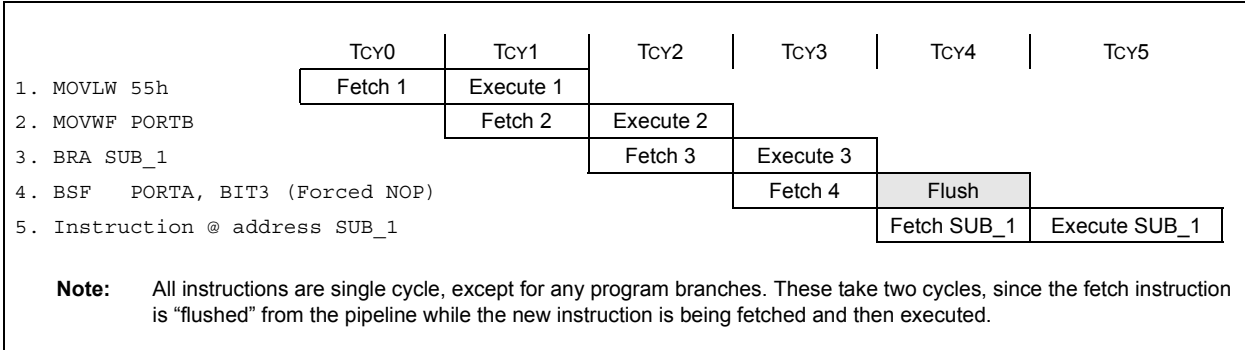 TCY0 TCY1 TCY2 TCY3 TCY4 TCY5
1. MOVLW 55h Fetch 1 Execute 1
2. MOVWF PORTB Fetch 2 Execute 2
3. BRA SUB_1 Fetch 3 Execute 3
4. BSF PORTA, BIT3 (Forced NOP) Fetch 4 Flush
5. Instruction @ address SUB_1 Fetch SUB_1 Execute SUB_1
Note: All instructions are single cycle, except for any program branches. These take two cycles, since the fetch instruction
is “flushed” from the pipeline while the new instruction is being fetched and then executed.